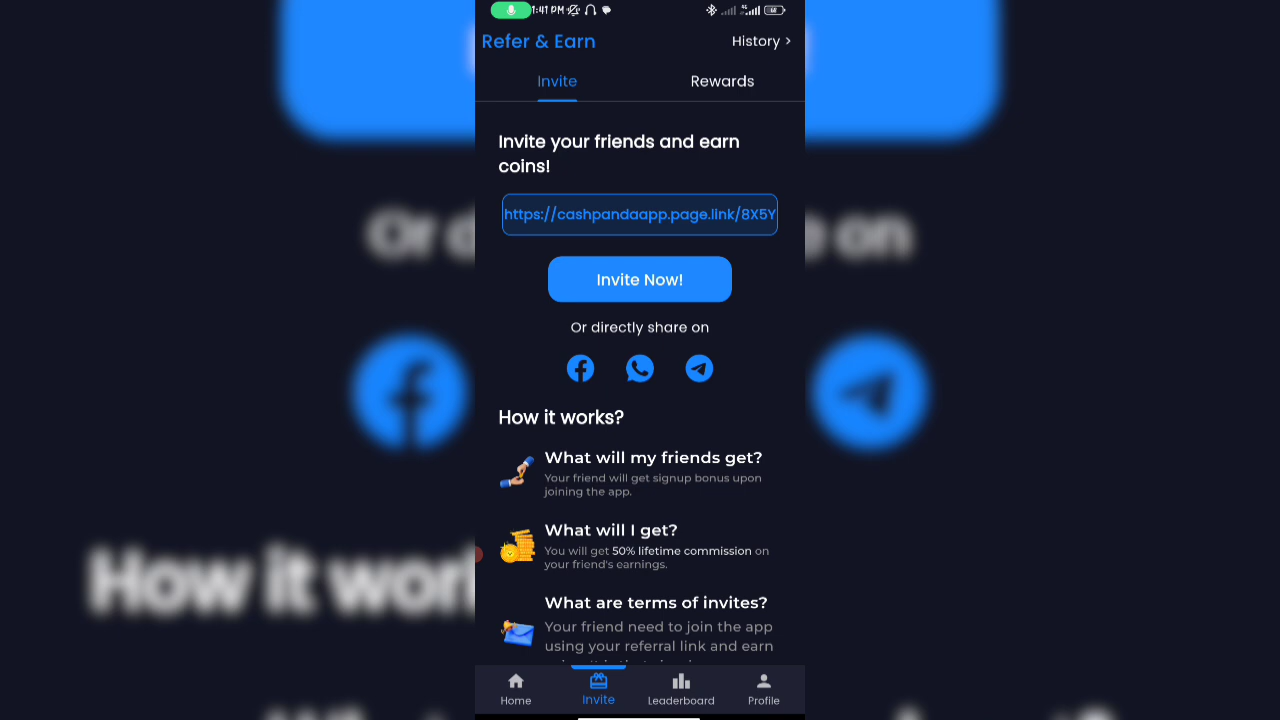 1:41 PM
Refer & Earn
History >
Invite
Rewards
Invite your friends and earn
coins!
https://cashpandaapp.page.link/8X5Y
Invite Now!
Or directly share on
How it works?
What will my friends get?
Your friend will get signup bonus upon
joining the app.
What will I get?
You will get 50% lifetime commission on
your friend's earnings.
What are terms of invites?
Your friend need to join the app
using your referral link and earn
Home
Invite
Leaderboard
Profile